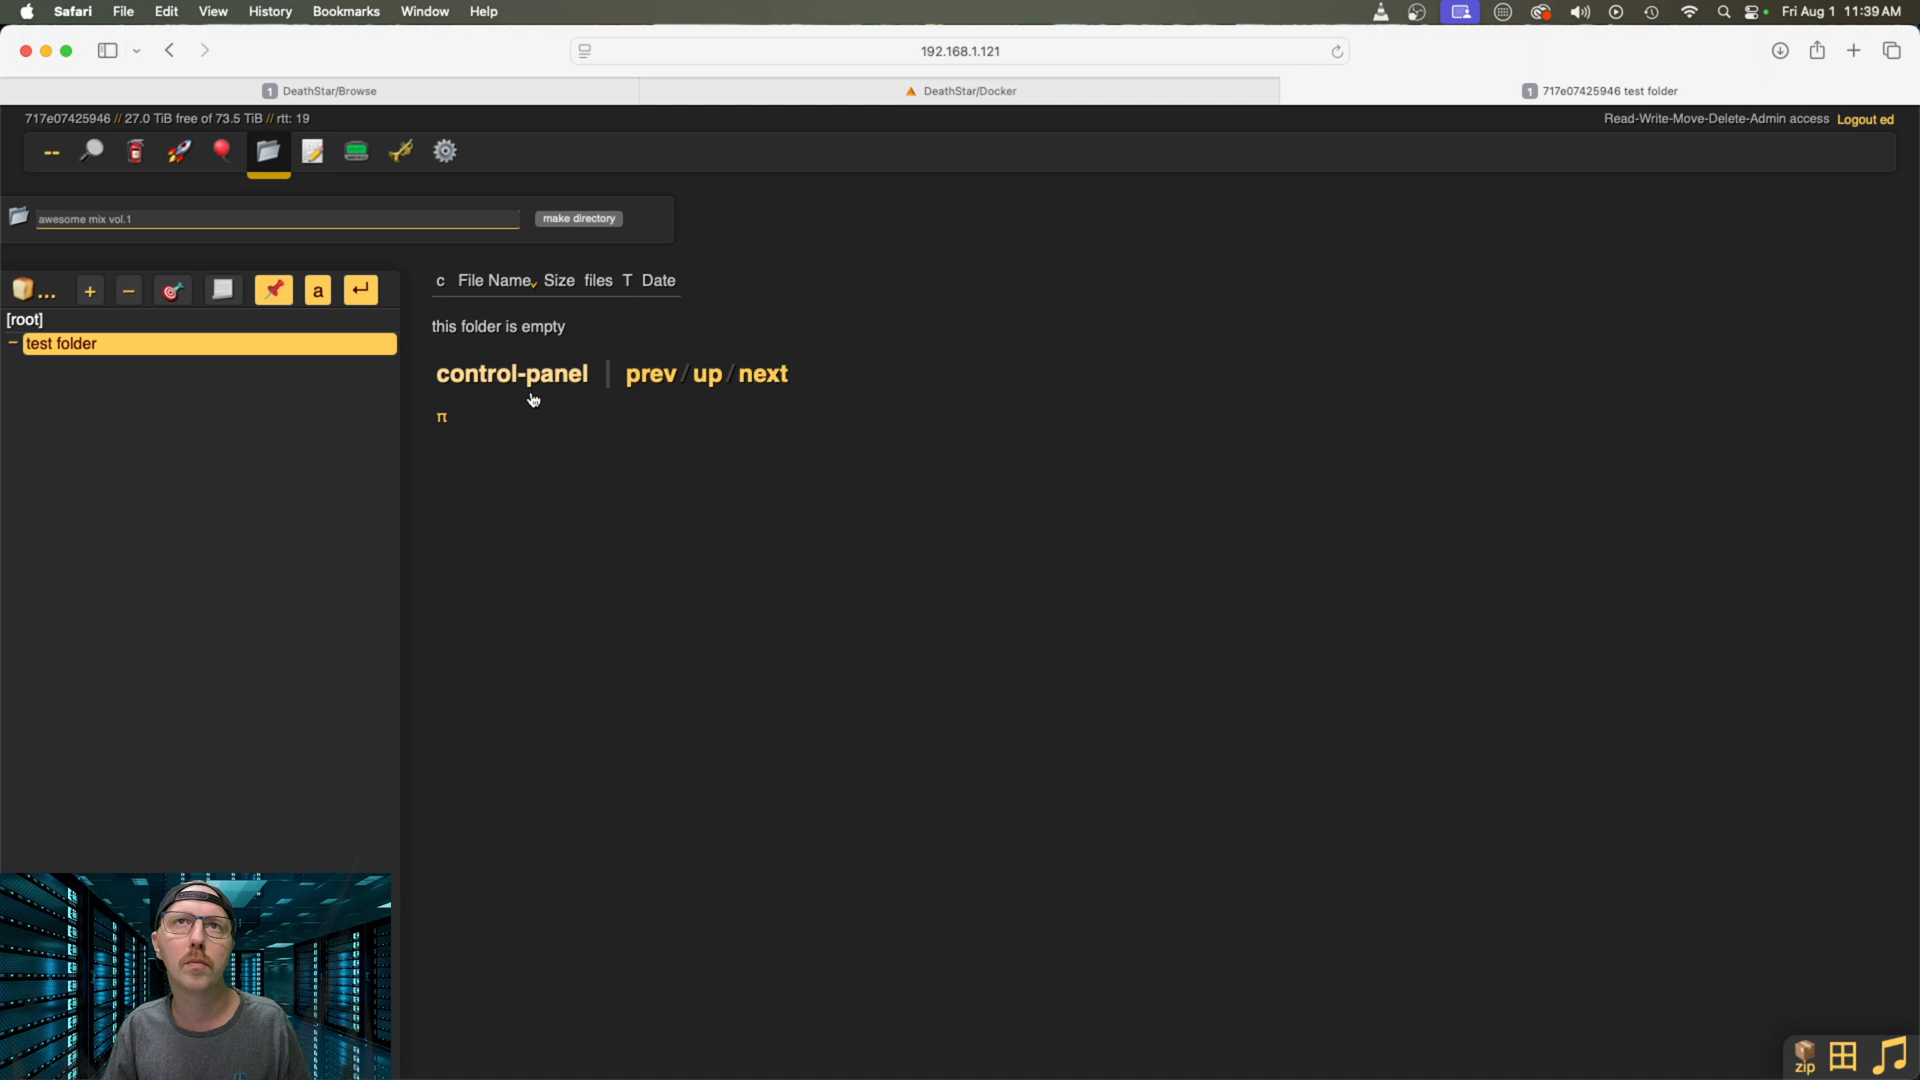 Safari File Edit View History Bookmarks Window Help Fri Aug 1 11:39 AM
192.168.1.121
1 DeathStar/Browse DeathStar/Docker 1 717e07425946 test folder
717e07425946 // 27.0 TiB free of 73.5 TiB // rtt: 19 Read-Write-Move-Delete-Admin access Logout ed
--
awesome mix vol.1 make directory
... + − a ↵
c File Name Size files T Date
[root]
− test folder
this folder is empty
control-panel prev / up / next
π
zip 田